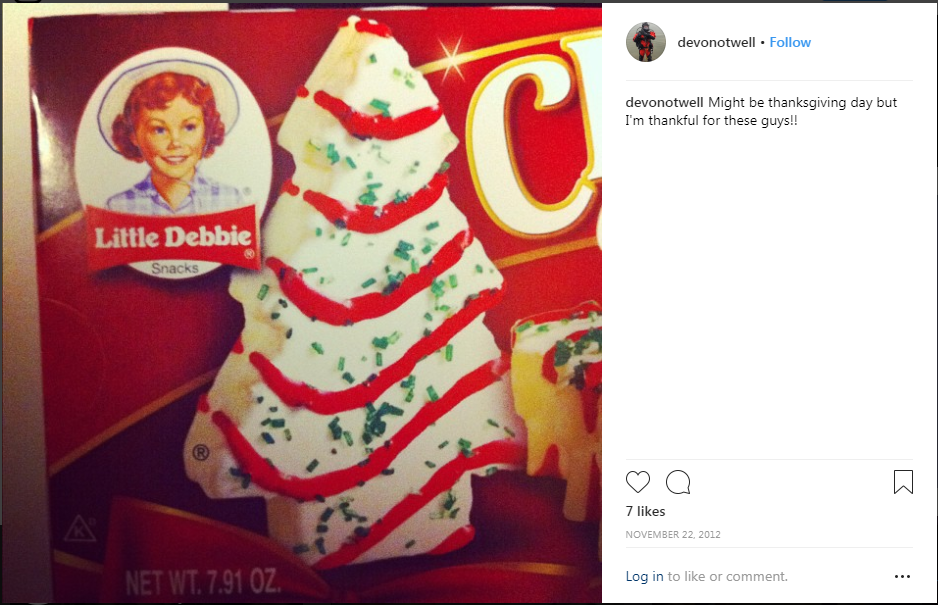 Little Debbie®
Snacks
C
®
K
NET WT. 7.91 OZ.
devonotwell • Follow
devonotwell Might be thanksgiving day but
I'm thankful for these guys!!
7 likes
NOVEMBER 22, 2012
Log in to like or comment.